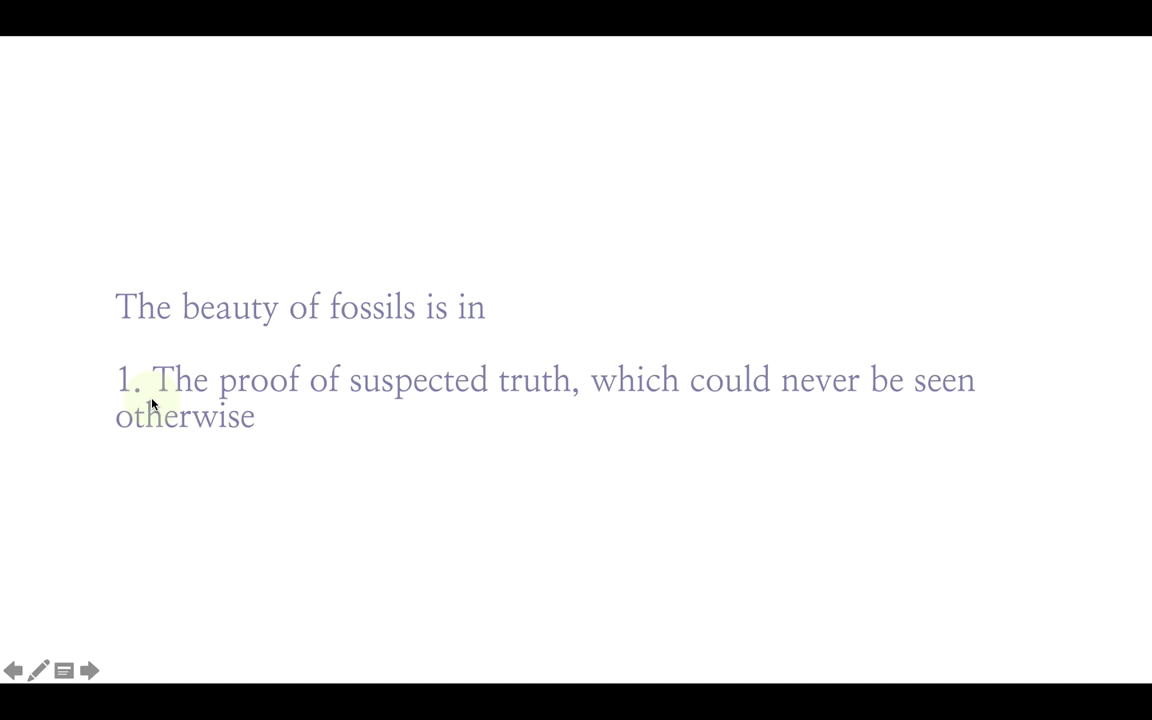 The beauty of fossils is in
1. The proof of suspected truth, which could never be seen
otherwise